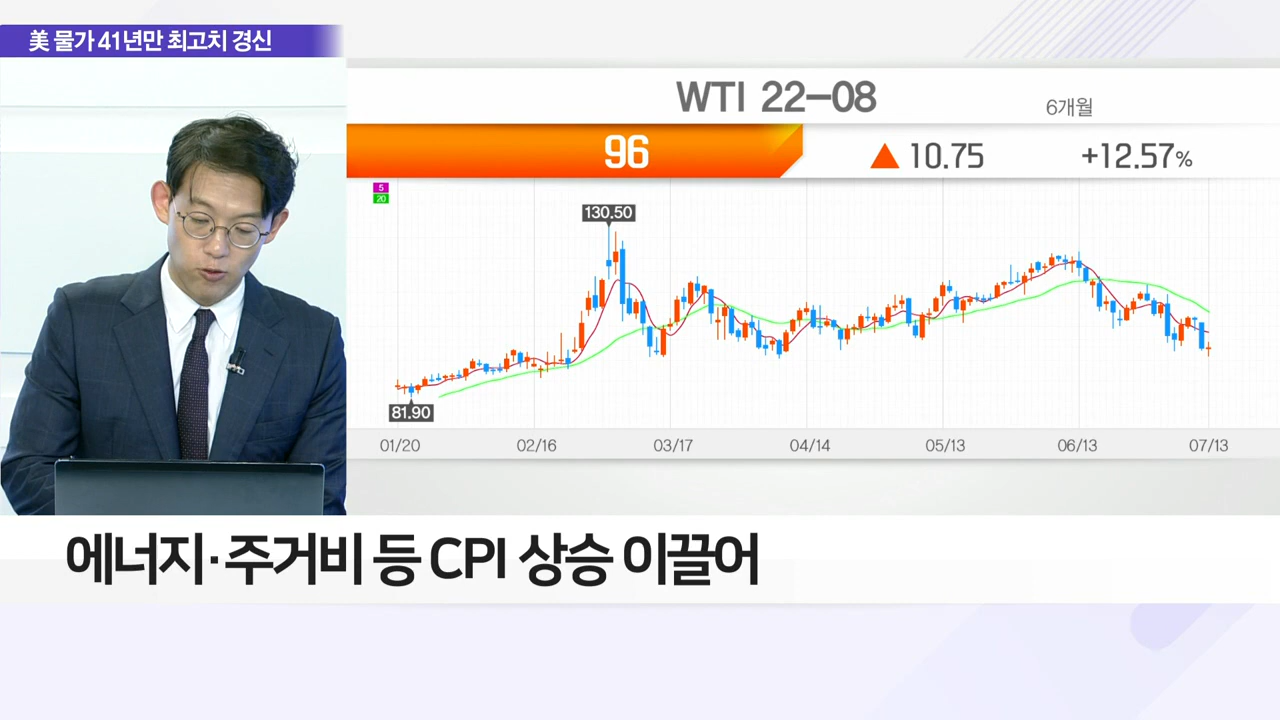 美 물가 41년만 최고치 경신
WTI 22-08
6개월
96
▲ 10.75
+12.57%
5
20
130.50
81.90
01/20 02/16 03/17 04/14 05/13 06/13 07/13
에너지·주거비 등 CPI 상승 이끌어